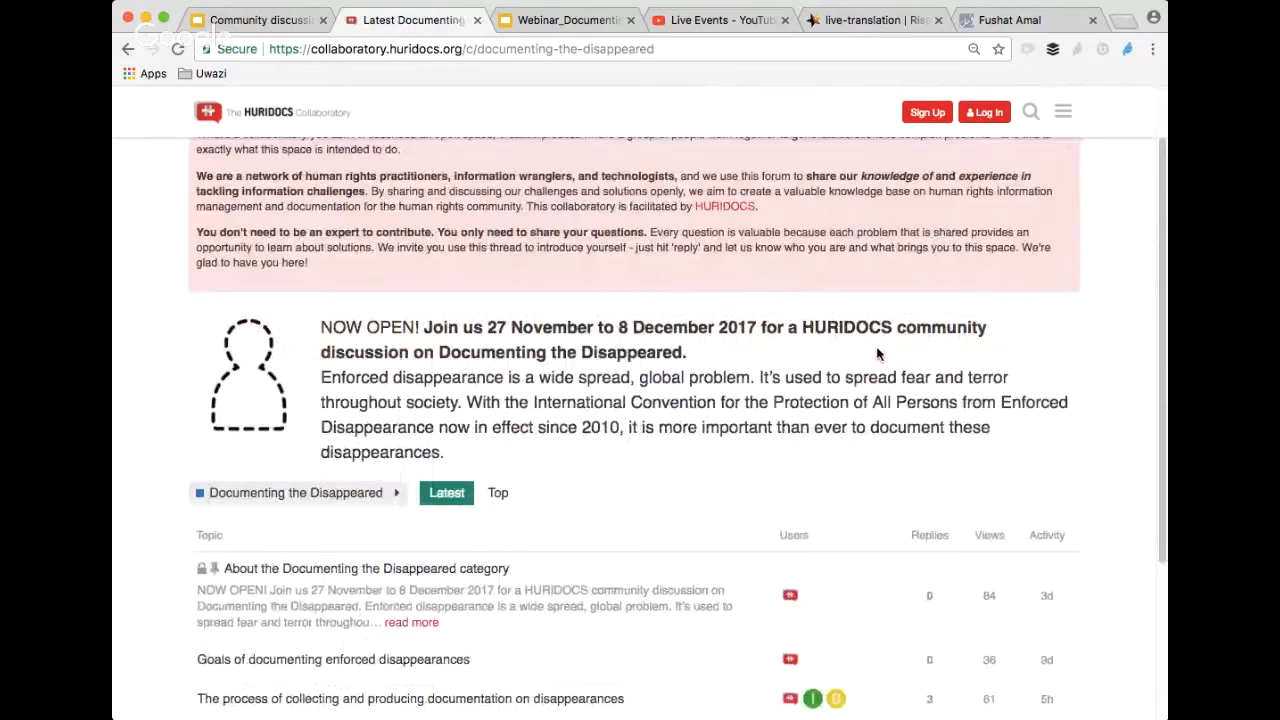 Community discussi
Latest Documenting
Webinar_Documenti
Live Events - YouTu
live-translation | Ris
Fushat Amal
Google
Secure
https://collaboratory.huridocs.org/c/documenting-the-disappeared
Apps
Uwazi
The HURIDOCS Collaboratory
Sign Up
Log In
exactly what this space is intended to do.
We are a network of human rights practitioners, information wranglers, and technologists, and we use this forum to share our knowledge of and experience in
tackling information challenges. By sharing and discussing our challenges and solutions openly, we aim to create a valuable knowledge base on human rights information
management and documentation for the human rights community. This collaboratory is facilitated by HURIDOCS.
You don't need to be an expert to contribute. You only need to share your questions. Every question is valuable because each problem that is shared provides an
opportunity to learn about solutions. We invite you use this thread to introduce yourself - just hit 'reply' and let us know who you are and what brings you to this space. We're
glad to have you here!
NOW OPEN! Join us 27 November to 8 December 2017 for a HURIDOCS community
discussion on Documenting the Disappeared.
Enforced disappearance is a wide spread, global problem. It's used to spread fear and terror
throughout society. With the International Convention for the Protection of All Persons from Enforced
Disappearance now in effect since 2010, it is more important than ever to document these
disappearances.
Documenting the Disappeared
Latest
Top
Topic Users Replies Views Activity
About the Documenting the Disappeared category
NOW OPEN! Join us 27 November to 8 December 2017 for a HURIDOCS community discussion on
Documenting the Disappeared. Enforced disappearance is a wide spread, global problem. It's used to
spread fear and terror throughou… read more
0 84 3d
Goals of documenting enforced disappearances 0 36 3d
The process of collecting and producing documentation on disappearances 3 61 5h